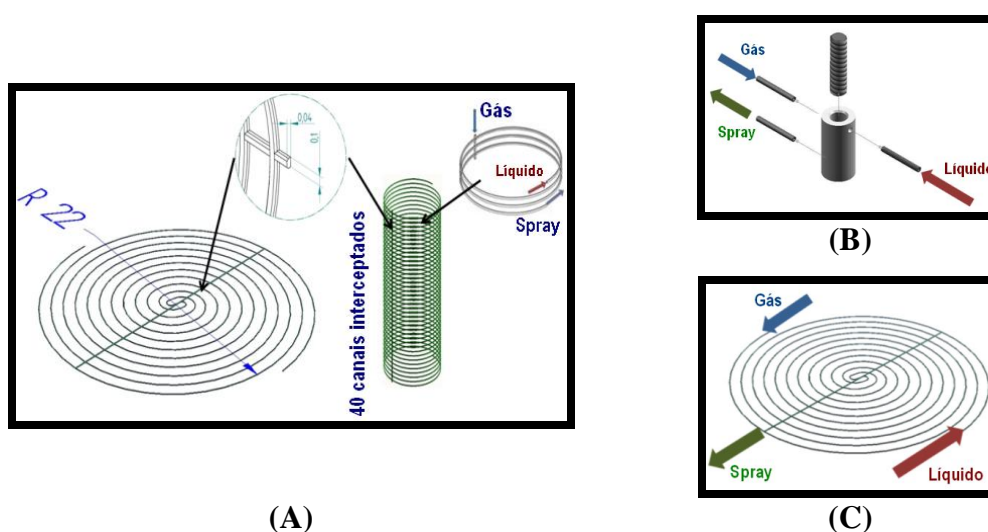 0,04
0,1
R 22
40 canais interceptados
Gás
Líquido
Spray
(A)
Gás
Spray
Líquido
(B)
Gás
Spray
Líquido
(C)